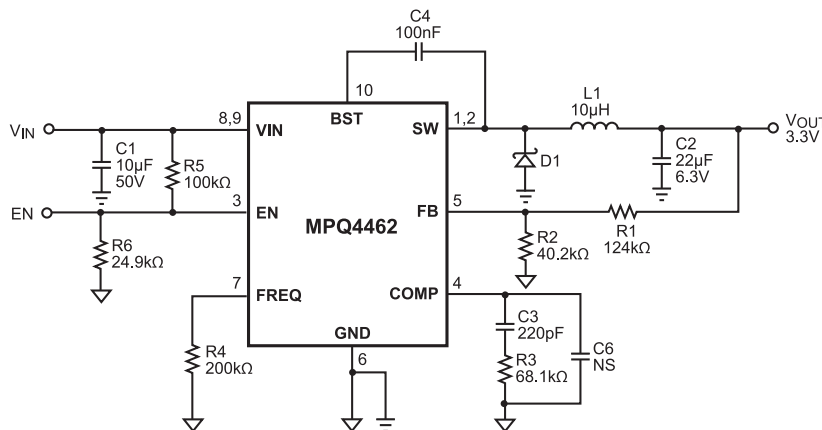 C4
100nF
10
BST
8,9
VIN
1,2
SW
L1
10µH
VIN
VOUT
3.3V
C1
10µF
50V
R5
100kΩ
D1
C2
22µF
6.3V
EN
3
EN
MPQ4462
5
FB
R6
24.9kΩ
R2
40.2kΩ
R1
124kΩ
7
FREQ
4
COMP
C3
220pF
R4
200kΩ
GND
6
R3
68.1kΩ
C6
NS